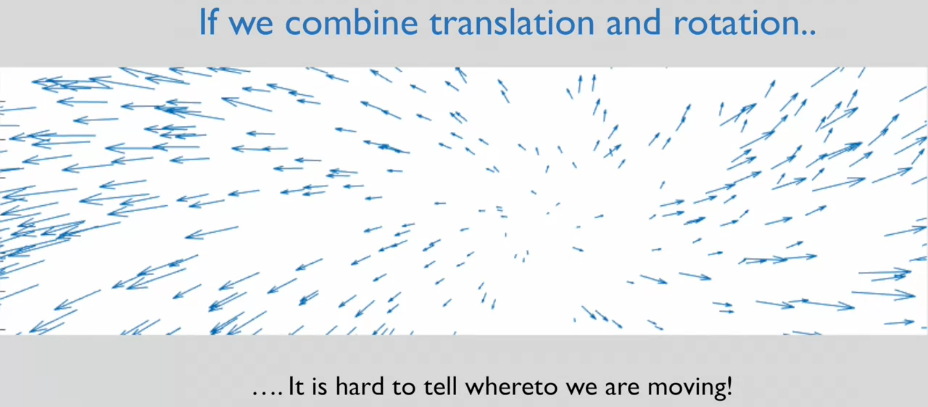 If we combine translation and rotation..
.... It is hard to tell whereto we are moving!